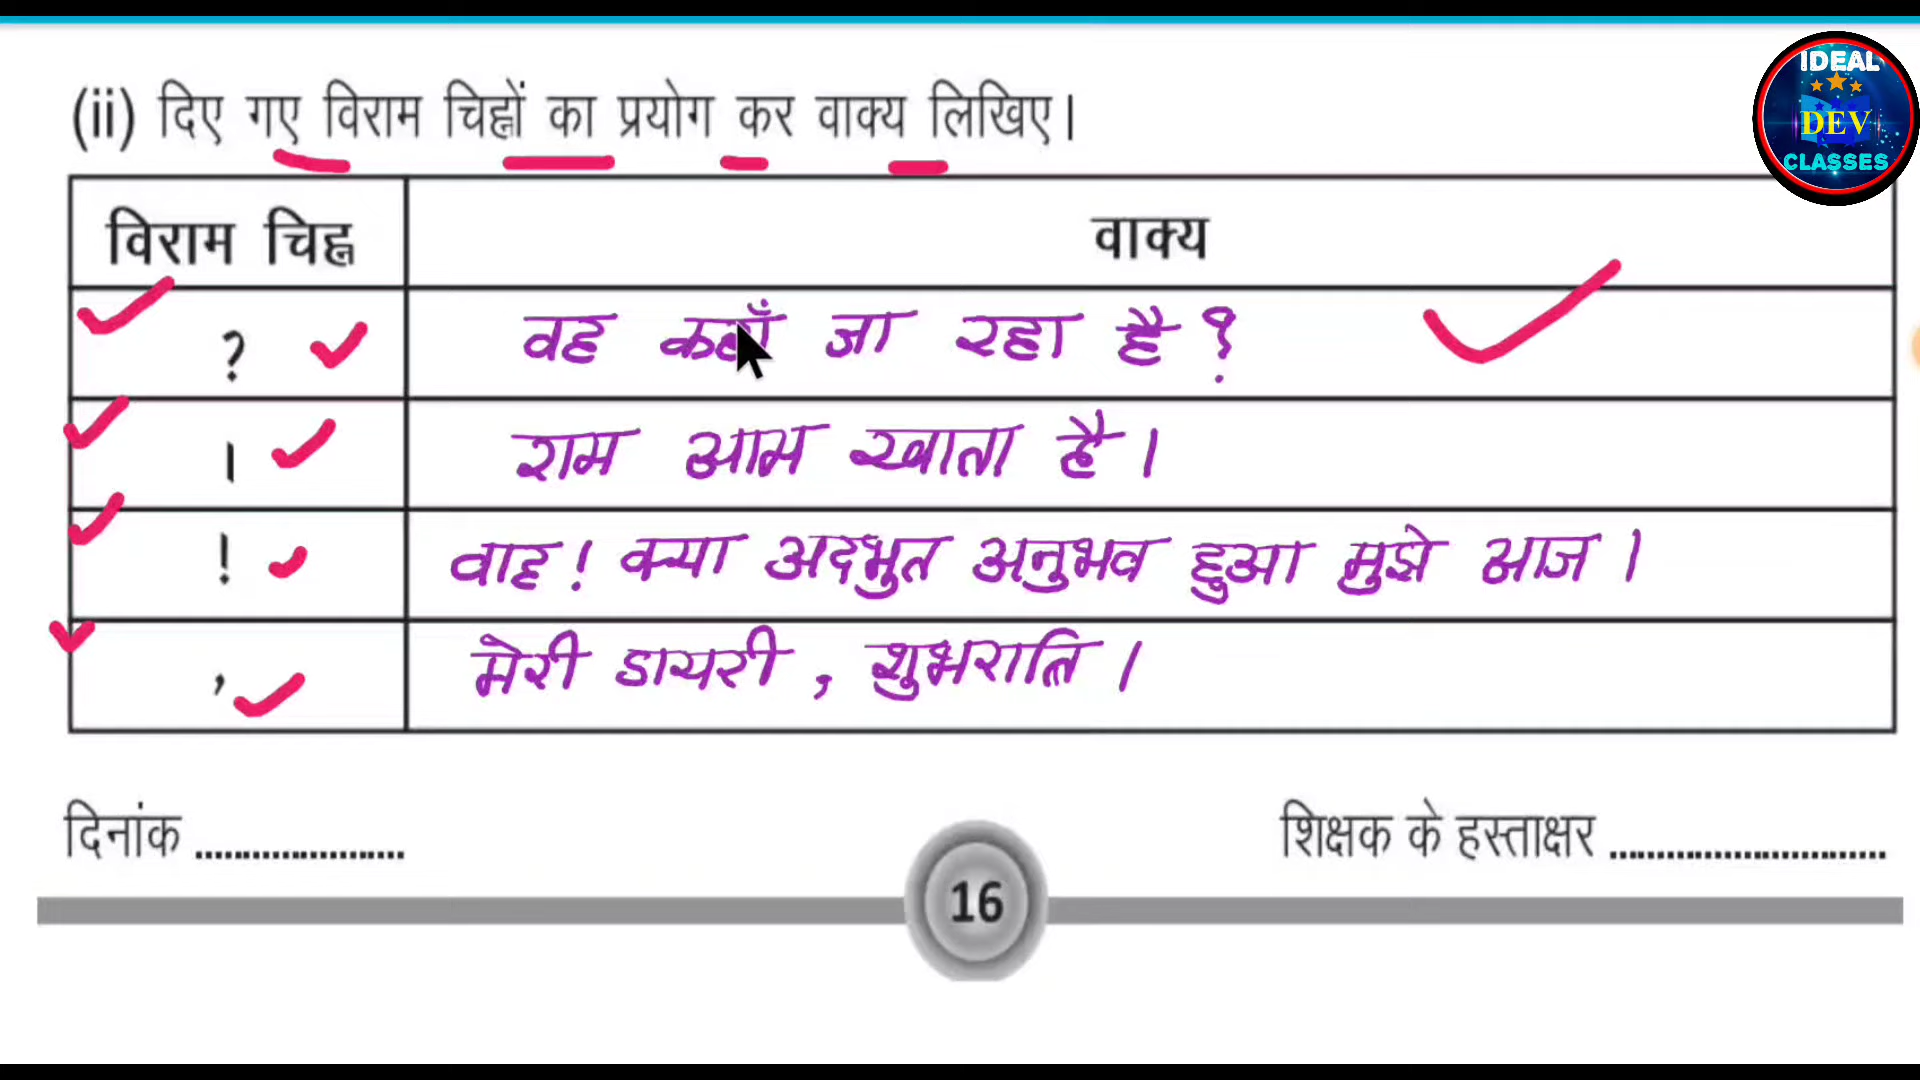 IDEAL
DEV
CLASSES
(ii) दिए गए विराम चिह्नों का प्रयोग कर वाक्य लिखिए।
विराम चिह्न वाक्य
? वह कहाँ जा रहा है?
। राम आम खाता है।
! वाह! क्या अदभुत अनुभव हुआ मुझे आज।
, मेरी डायरी, शुभरात्रि।
दिनांक ..................... शिक्षक के हस्ताक्षर ............................
16